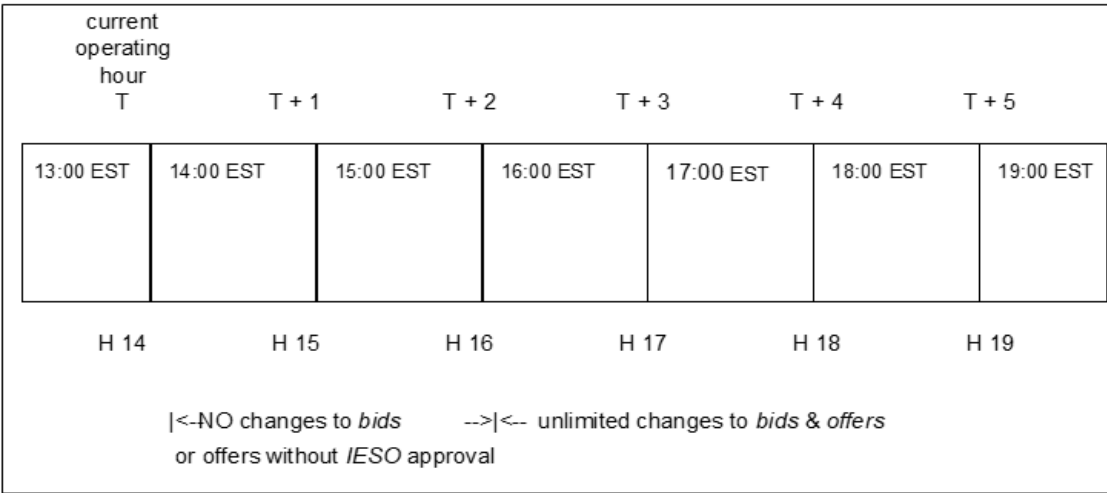 current
operating
hour
T T + 1 T + 2 T + 3 T + 4 T + 5
13:00 EST 14:00 EST 15:00 EST 16:00 EST 17:00 EST 18:00 EST 19:00 EST
H 14 H 15 H 16 H 17 H 18 H 19
|<--NO changes to bids -->|<-- unlimited changes to bids & offers
or offers without IESO approval